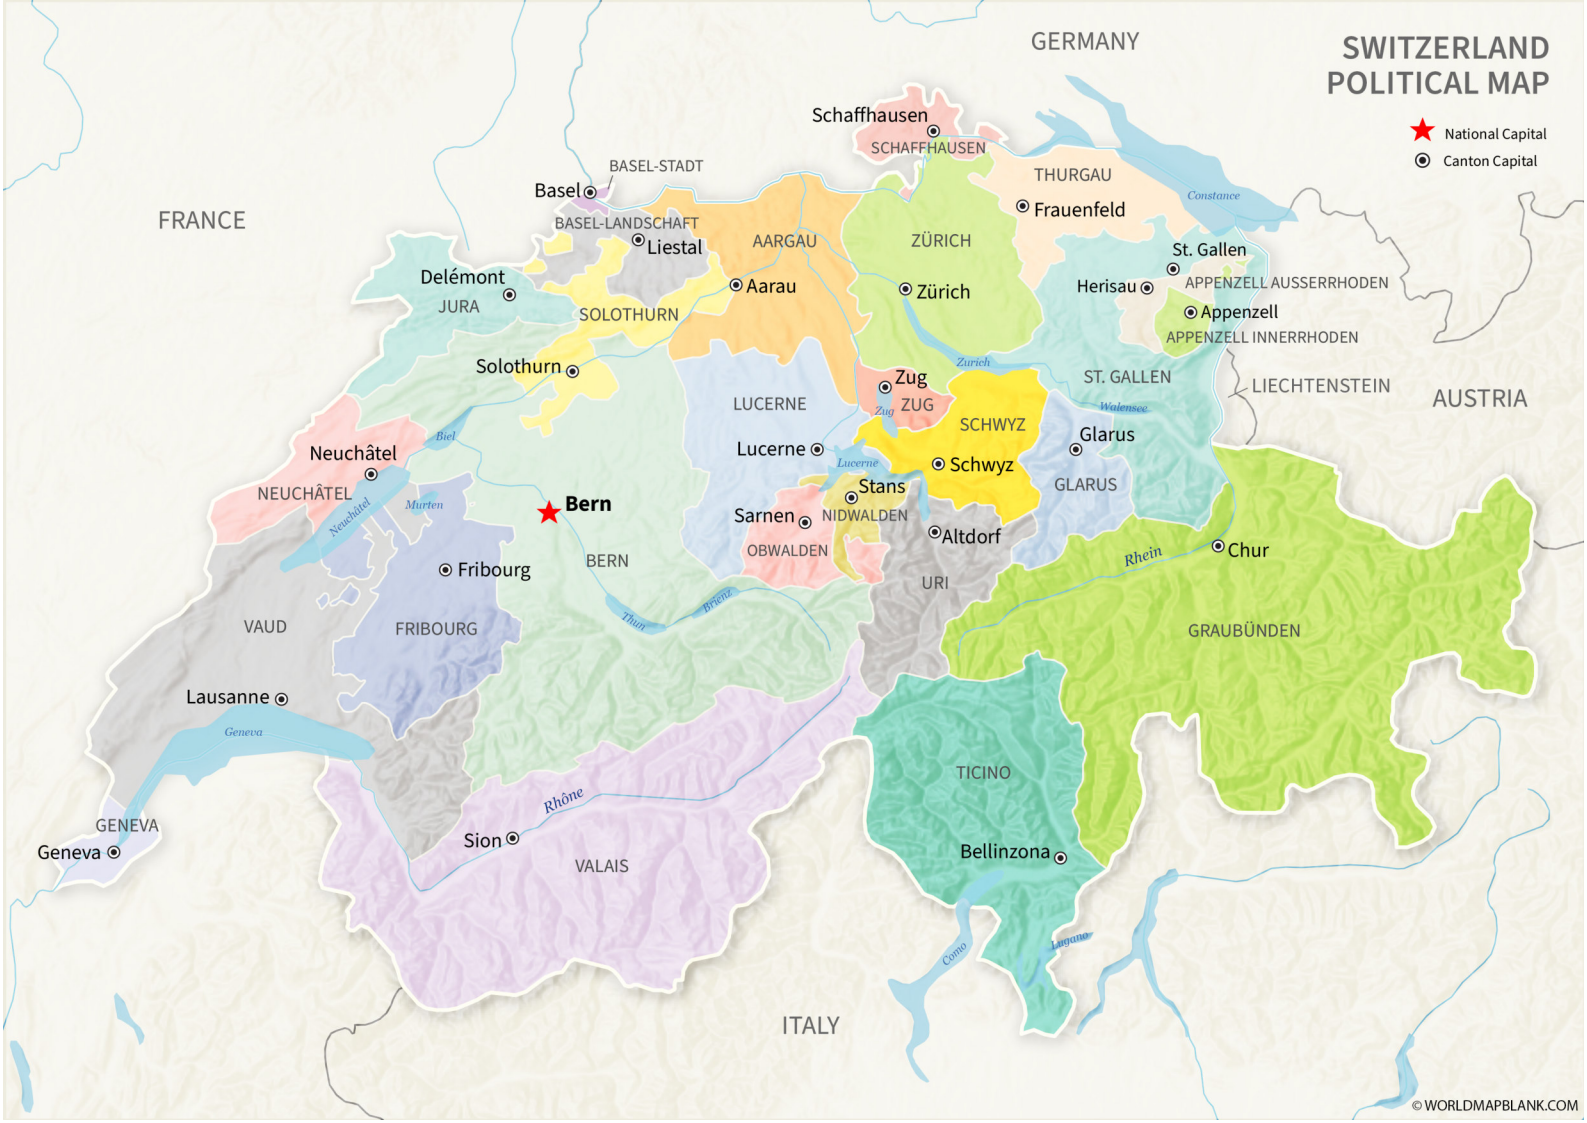 GERMANY
SWITZERLAND
POLITICAL MAP
National Capital
Canton Capital
Schaffhausen
SCHAFFHAUSEN
BASEL-STADT
THURGAU
Basel
Constance
Frauenfeld
FRANCE
BASEL-LANDSCHAFT
Liestal
AARGAU
ZÜRICH
St. Gallen
Delémont
JURA
Aarau
Zürich
Herisau
APPENZELL AUSSERRHODEN
SOLOTHURN
Appenzell
APPENZELL INNERRHODEN
Solothurn
Zurich
Zug
ZUG
Zug
ST. GALLEN
LIECHTENSTEIN
AUSTRIA
LUCERNE
Walensee
SCHWYZ
Biel
Glarus
Neuchâtel
Lucerne
Lucerne
Schwyz
GLARUS
NEUCHÂTEL
Neuchâtel
Murten
Bern
Stans
NIDWALDEN
Sarnen
OBWALDEN
Altdorf
Rhein
Chur
Fribourg
BERN
URI
Thun
Brienz
VAUD
FRIBOURG
GRAUBÜNDEN
Lausanne
Geneva
TICINO
Rhône
GENEVA
Geneva
Sion
VALAIS
Bellinzona
Como
Lugano
ITALY
© WORLDMAPBLANK.COM